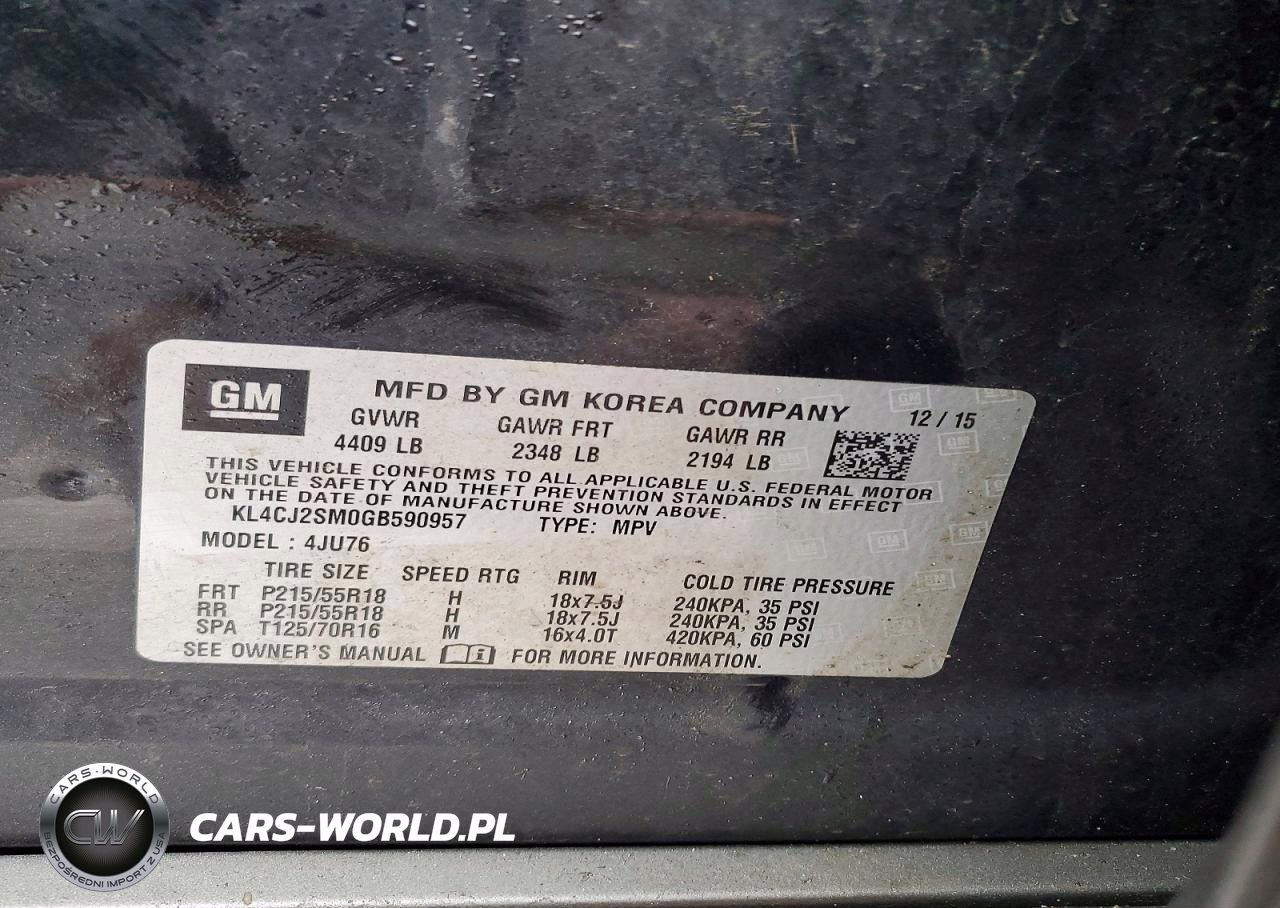 GM
MFD BY GM KOREA COMPANY 12 / 15
GVWR GAWR FRT GAWR RR
4409 LB 2348 LB 2194 LB
THIS VEHICLE CONFORMS TO ALL APPLICABLE U.S. FEDERAL MOTOR
VEHICLE SAFETY AND THEFT PREVENTION STANDARDS IN EFFECT
ON THE DATE OF MANUFACTURE SHOWN ABOVE.
KL4CJ2SM0GB590957 TYPE: MPV
MODEL : 4JU76
TIRE SIZE SPEED RTG RIM COLD TIRE PRESSURE
FRT P215/55R18 H 18x7.5J 240KPA, 35 PSI
RR P215/55R18 H 18x7.5J 240KPA, 35 PSI
SPA T125/70R16 M 16x4.0T 420KPA, 60 PSI
SEE OWNER'S MANUAL FOR MORE INFORMATION.
CARS-WORLD
CW
BEZPOŚREDNI IMPORT Z USA
CARS-WORLD.PL